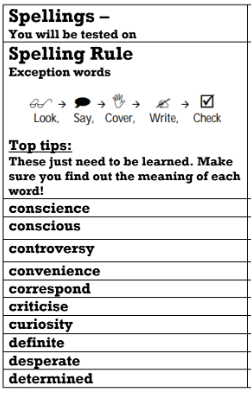 Spellings –
You will be tested on
Spelling Rule
Exception words
Look, Say, Cover, Write, Check
Top tips:
These just need to be learned. Make
sure you find out the meaning of each
word!
conscience
conscious
controversy
convenience
correspond
criticise
curiosity
definite
desperate
determined